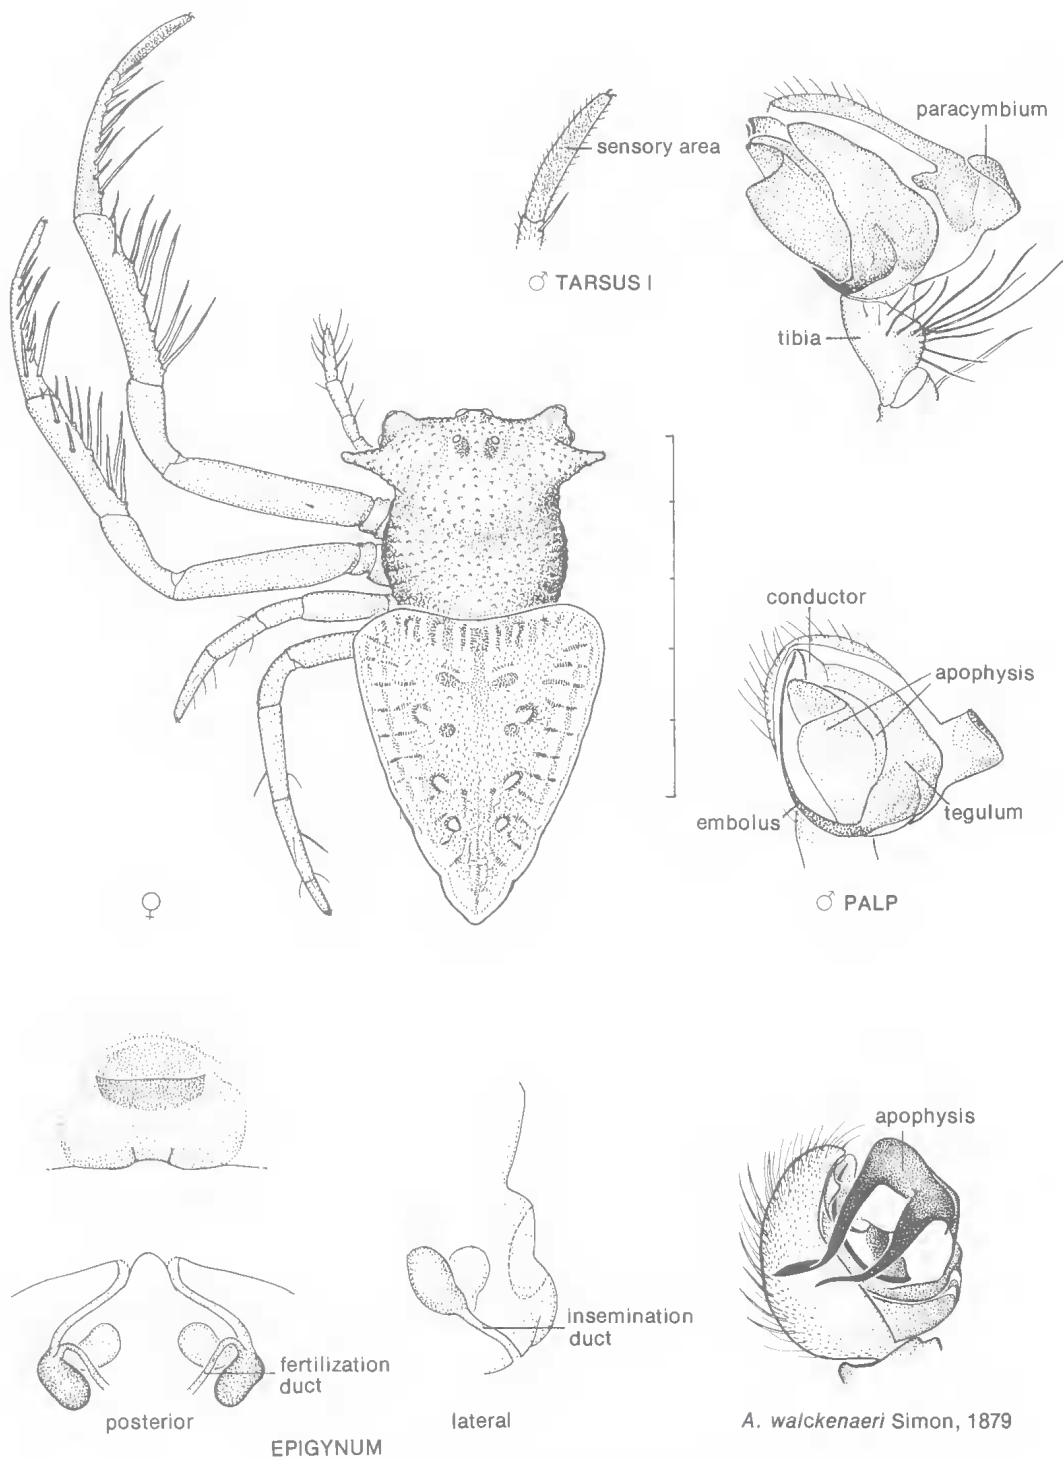 paracymbium
sensory area
♂ TARSUS I
tibia
conductor
apophysis
embolus
tegulum
♀
♂ PALP
apophysis
insemination
duct
fertilization
duct
posterior
lateral
A. walckenaeri Simon, 1879
EPIGYNUM